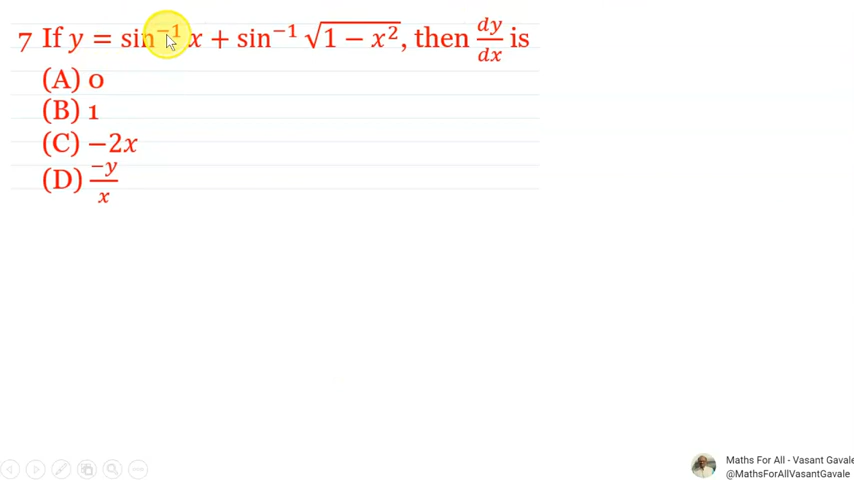 7 If y = sin⁻¹ x + sin⁻¹ √(1 − x²), then dy/dx is
(A) 0
(B) 1
(C) −2x
(D) −y/x
Maths For All - Vasant Gavale
@MathsForAllVasantGavale